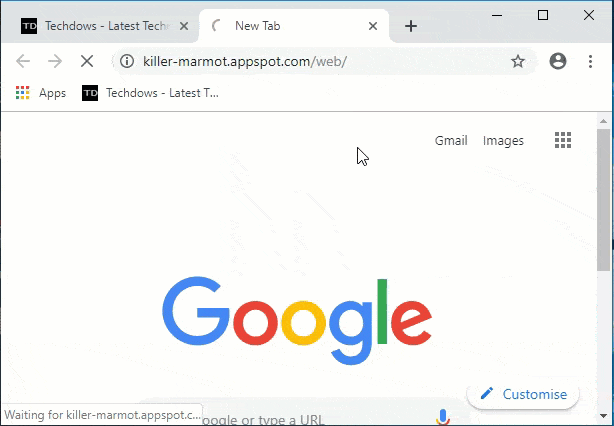 TD Techdows - Latest Tech
New Tab
killer-marmot.appspot.com/web/
Apps
TD Techdows - Latest T...
Gmail
Images
Google
Customise
Waiting for killer-marmot.appspot.c...
oogle or type a URL